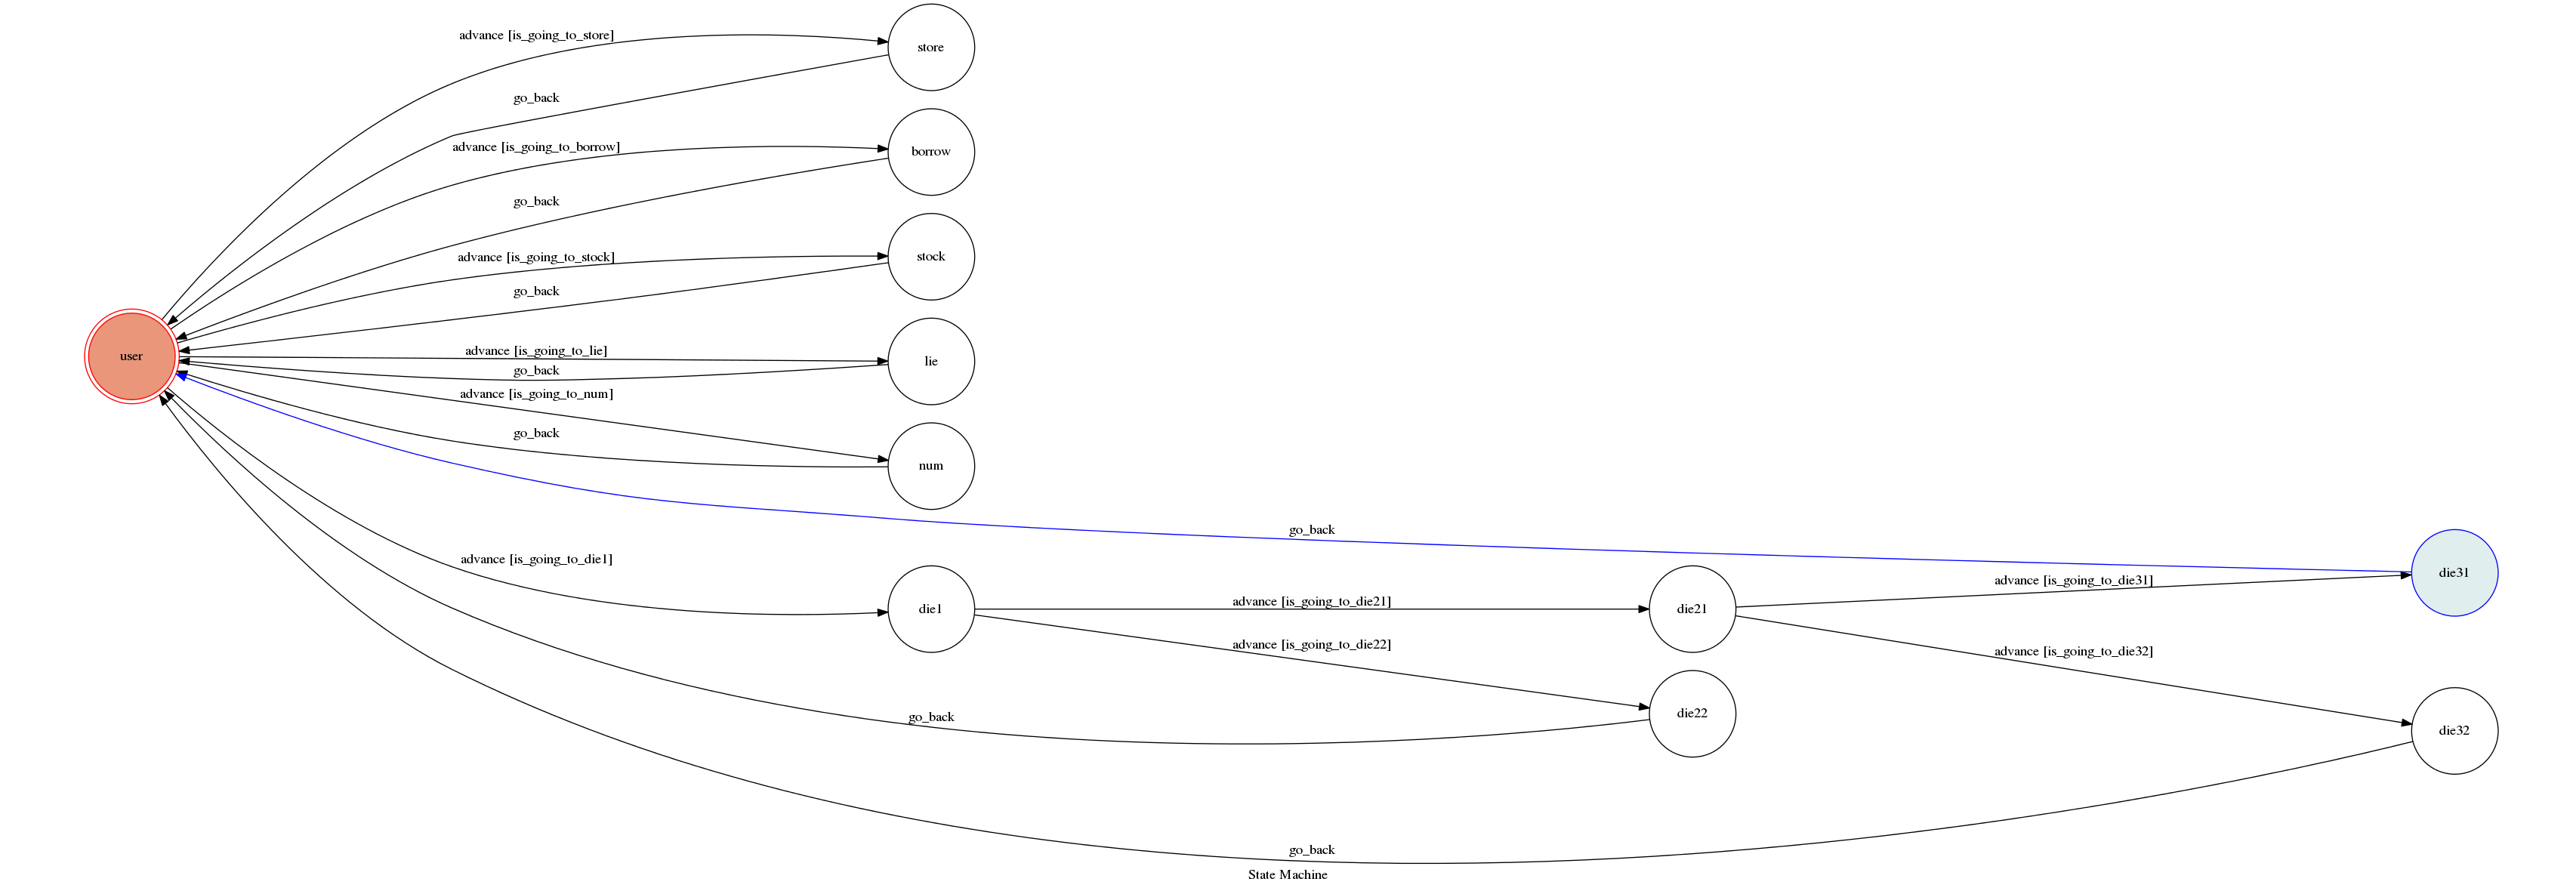 advance [is_going_to_store]
store
go_back
advance [is_going_to_borrow]
borrow
go_back
advance [is_going_to_stock]
stock
go_back
user
advance [is_going_to_lie]
lie
go_back
advance [is_going_to_num]
go_back
num
go_back
advance [is_going_to_die1]
die1
advance [is_going_to_die21]
die21
advance [is_going_to_die31]
die31
advance [is_going_to_die22]
die22
advance [is_going_to_die32]
die32
go_back
go_back
State Machine